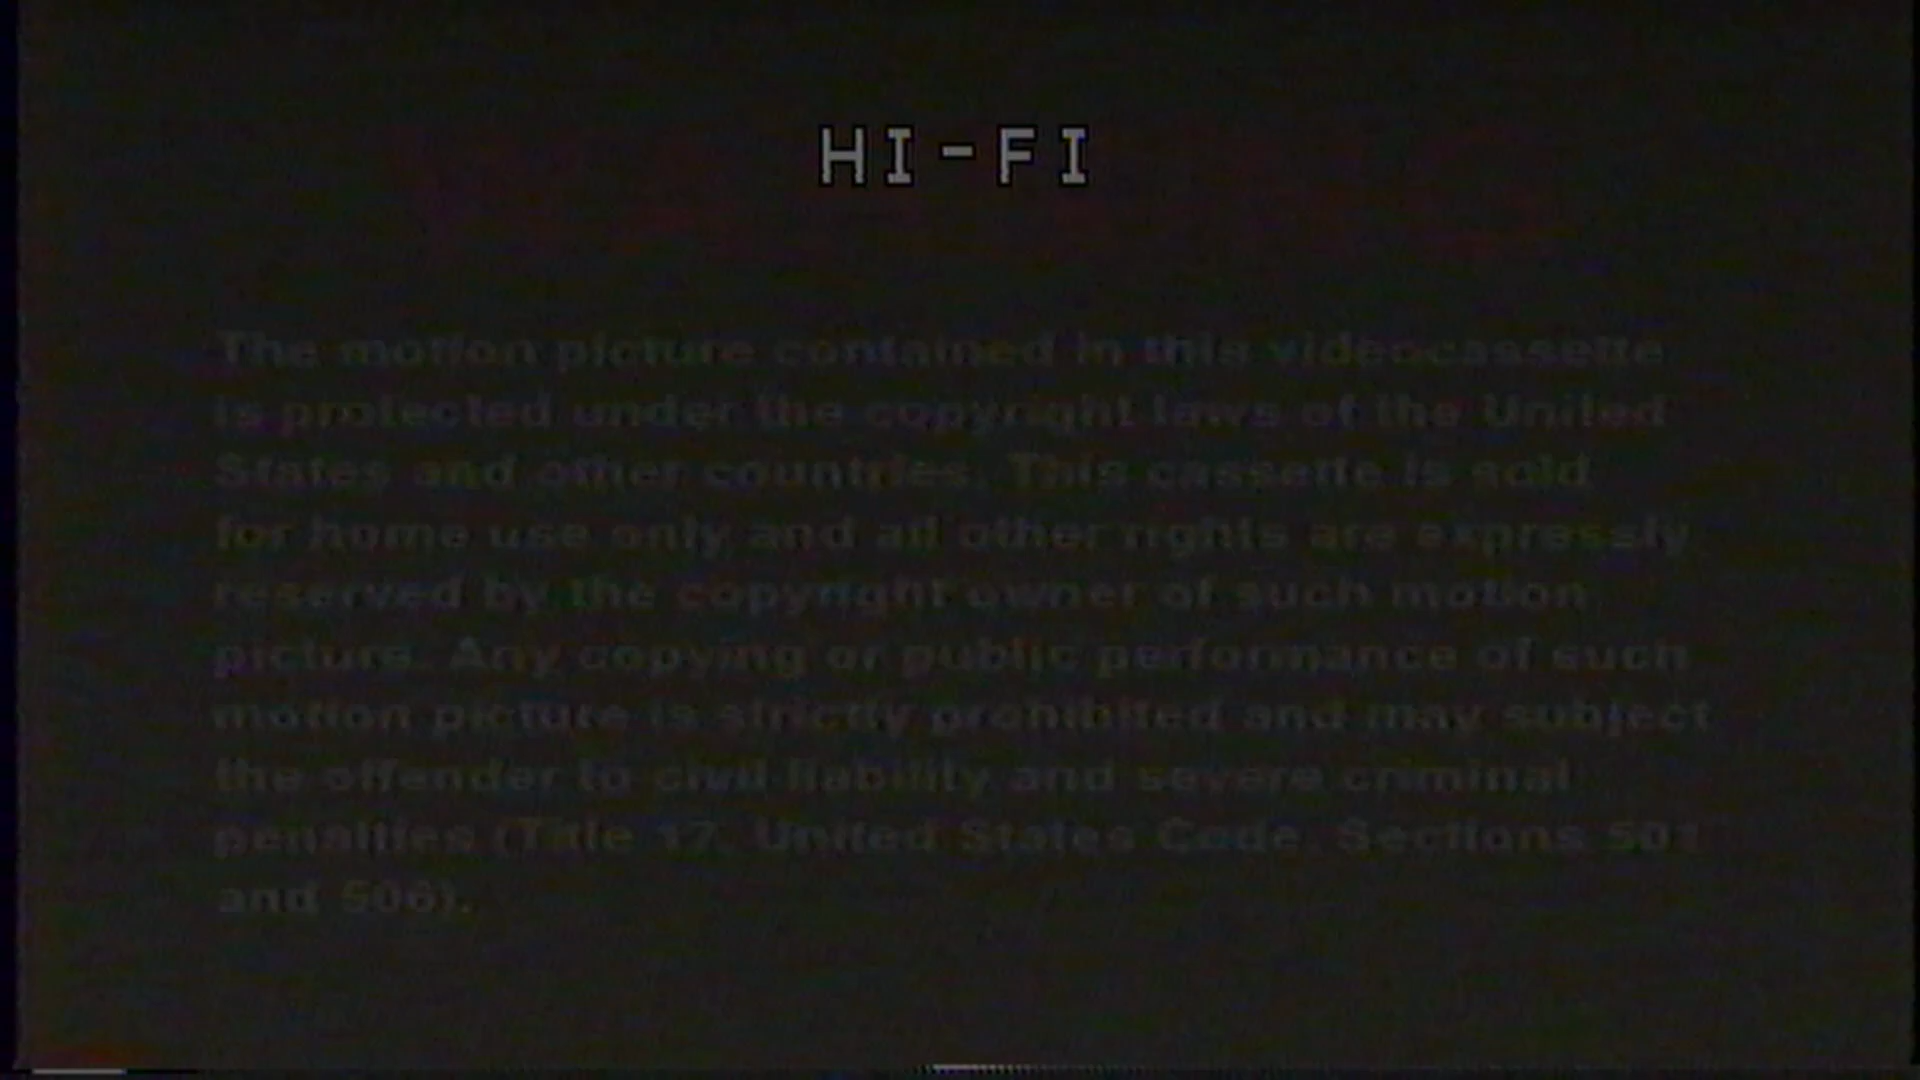 HI-FI
The motion picture contained in this videocassette
is protected under the copyright laws of the United
States and other countries. This cassette is sold
for home use only and all other rights are expressly
reserved by the copyright owner of such motion
picture. Any copying or public performance of such
motion picture is strictly prohibited and may subject
the offender to civil liability and severe criminal
penalties (Title 17, United States Code, Sections 501
and 506).